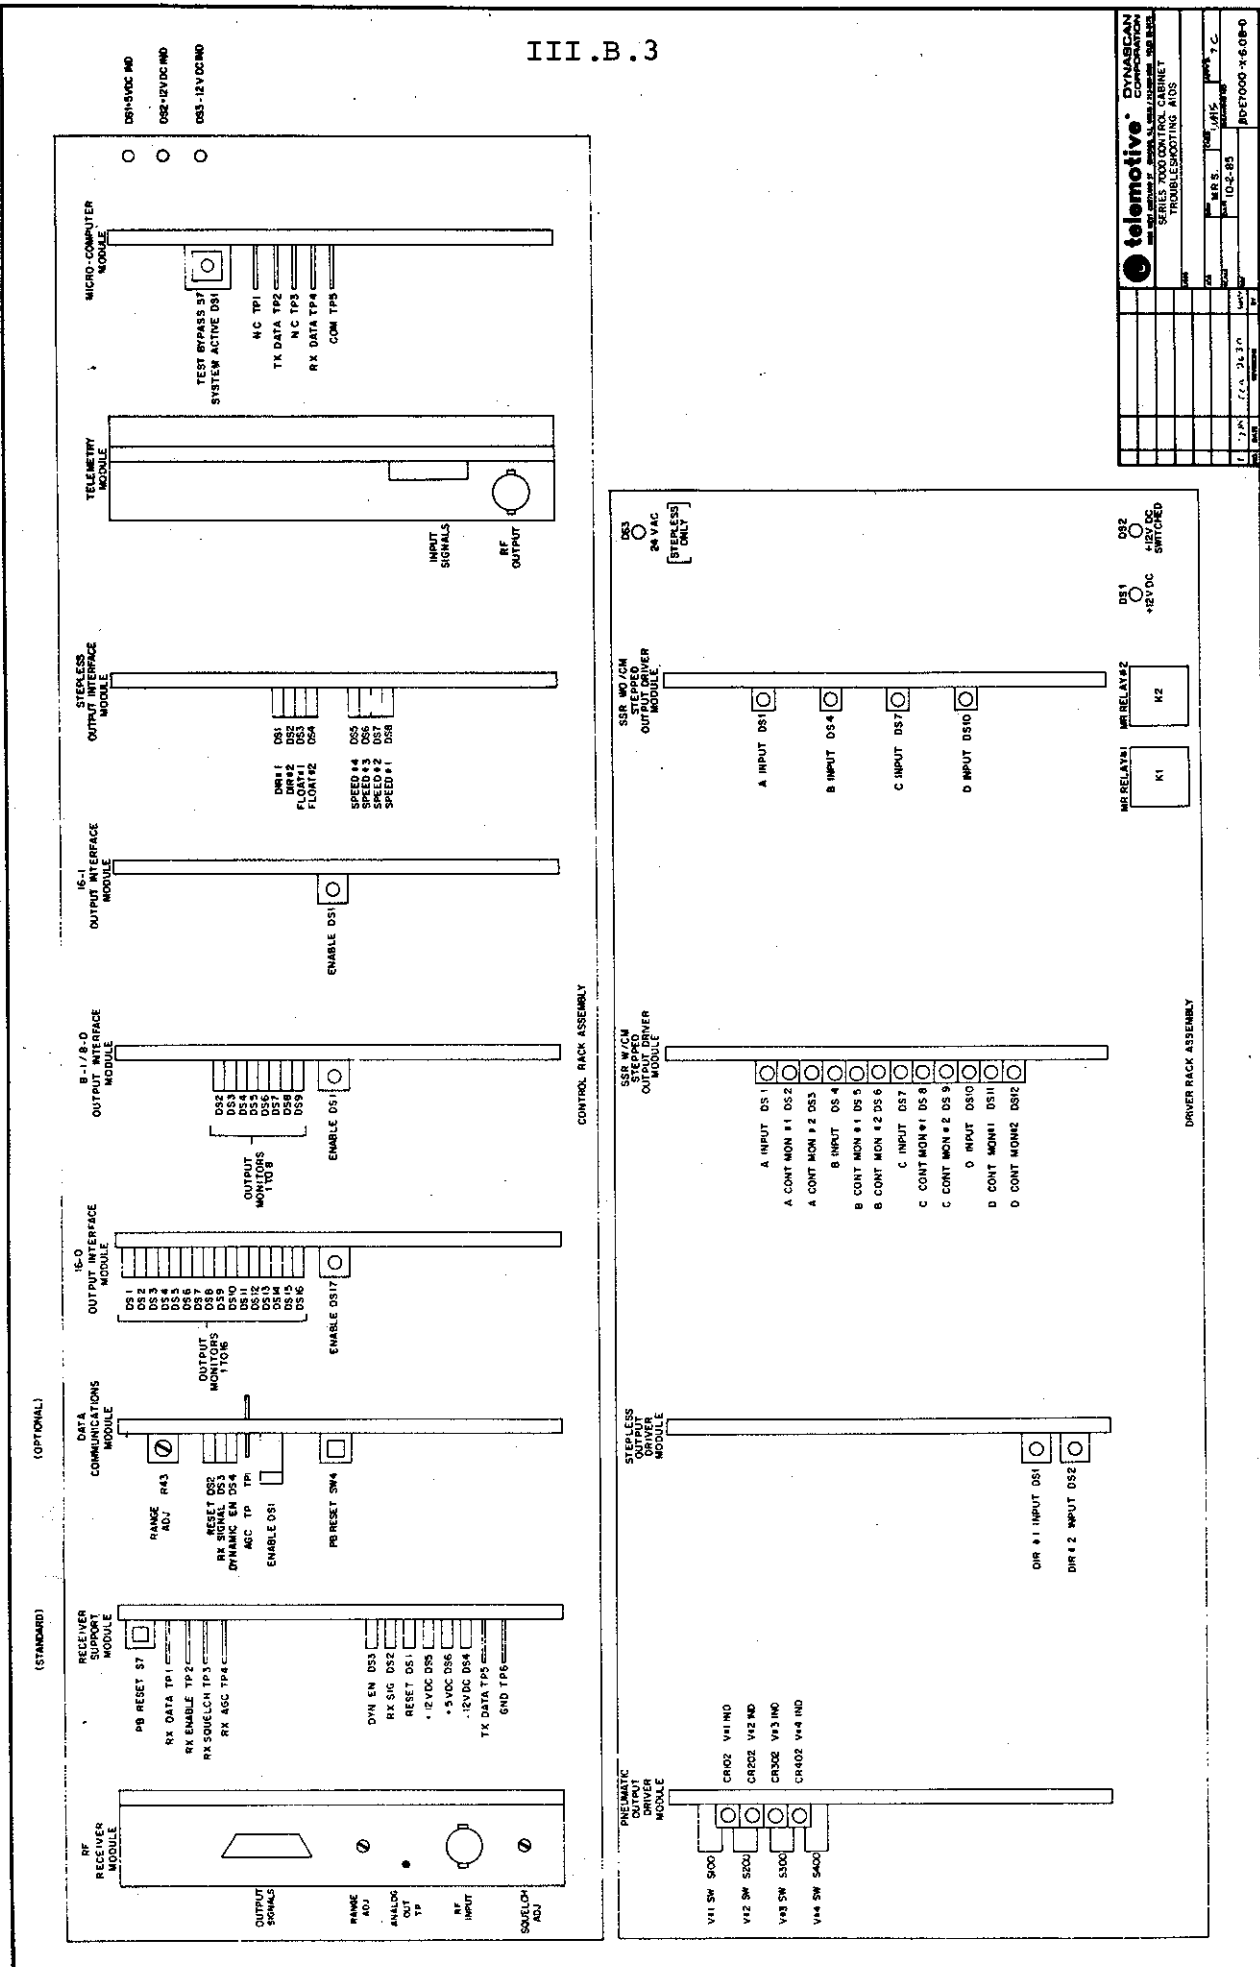 III.B.3
(STANDARD)
(OPTIONAL)
RF
RECEIVER
MODULE
OUTPUT
SIGNALS
RANGE
ADJ
ANALOG
OUT
TP
RF
INPUT
SQUELCH
ADJ
RECEIVER
SUPPORT
MODULE
PB RESET S7
RX DATA TP1
RX ENABLE TP2
RX SQUELCH TP3
RX AGC TP4
DYN EN DS3
RX SIG DS2
RESET DS1
+12VDC DS5
+5VDC DS6
-12VDC DS4
TX DATA TP5
GND TP6
DATA
COMMUNICATIONS
MODULE
RANGE
ADJ R43
RESET DS2
RX SIGNAL DS3
DYNAMIC EN DS4
AGC TP TP1
ENABLE DS1
PB RESET SW4
16-O
OUTPUT INTERFACE
MODULE
DS1
DS2
DS3
DS4
DS5
DS6
DS7
DS8
DS9
DS10
DS11
DS12
DS13
DS14
DS15
DS16
OUTPUT
MONITORS
1 TO 16
ENABLE DS17
8-1/8-O
OUTPUT INTERFACE
MODULE
DS2
DS3
DS4
DS5
DS6
DS7
DS8
DS9
OUTPUT
MONITORS
1 TO 8
ENABLE DS1
16-1
OUTPUT INTERFACE
MODULE
ENABLE DS1
STEPLESS
OUTPUT INTERFACE
MODULE
DIR#1 DS1
DIR#2 DS2
FLOAT#1 DS3
FLOAT#2 DS4
SPEED #4 DS5
SPEED #3 DS6
SPEED #2 DS7
SPEED #1 DS8
TELEMETRY
MODULE
INPUT
SIGNALS
RF
OUTPUT
MICRO-COMPUTER
MODULE
TEST BYPASS S7
SYSTEM ACTIVE DS1
NC TP1
TX DATA TP2
NC TP3
RX DATA TP4
COM TP5
DS1+5VDC IND
DS2+12VDC IND
DS3-12VDC IND
CONTROL RACK ASSEMBLY
PNEUMATIC
OUTPUT
DRIVER
MODULE
CR102 V#1 IND
CR202 V#2 IND
CR302 V#3 IND
CR402 V#4 IND
V#1 SW S100
V#2 SW S200
V#3 SW S300
V#4 SW S400
STEPLESS
OUTPUT
DRIVER
MODULE
DIR #1 INPUT DS1
DIR #2 INPUT DS2
SSR W/CM
STEPPED
OUTPUT DRIVER
MODULE
A INPUT DS1
A CONT MON #1 DS2
A CONT MON #2 DS3
B INPUT DS4
B CONT MON #1 DS5
B CONT MON #2 DS6
C INPUT DS7
C CONT MON #1 DS8
C CONT MON #2 DS9
D INPUT DS10
D CONT MON#1 DS11
D CONT MON#2 DS12
SSR WO/CM
STEPPED
OUTPUT DRIVER
MODULE
A INPUT DS1
B INPUT DS4
C INPUT DS7
D INPUT DS10
MR RELAY#1
K1
MR RELAY#2
K2
DS3
24 VAC
[STEPLESS ONLY]
DS1
+12VDC
DS2
+12V DC
SWITCHED
DRIVER RACK ASSEMBLY
telemotive DYNASCAN CORPORATION
SERIES 7000 CONTROL CABINET
TROUBLESHOOTING AIDS
M.R.S.
10-2-85
BDE7000-X6.0B-0